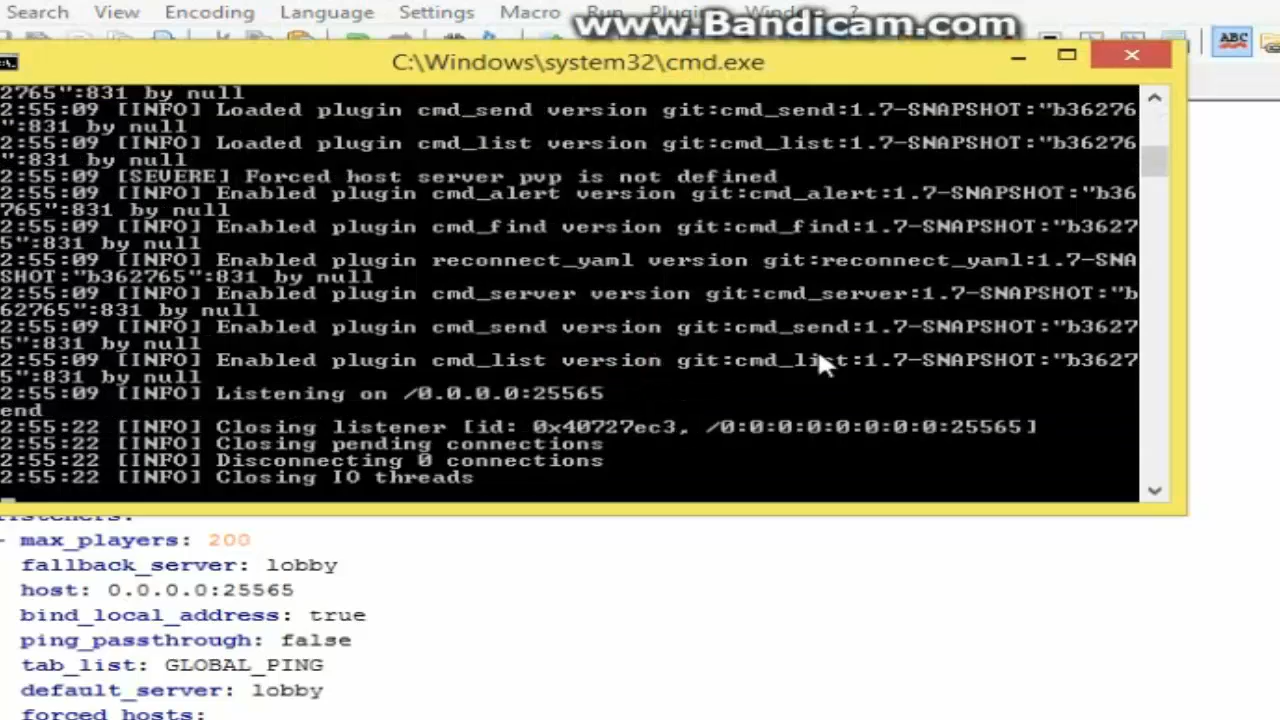 Search View Encoding Language Settings Macro Run Plugins ?
www.Bandicam.com
ABC
C:\Windows\system32\cmd.exe
2765":831 by null
2:55:09 [INFO] Loaded plugin cmd_send version git:cmd_send:1.7-SNAPSHOT:"b36276
":831 by null
2:55:09 [INFO] Loaded plugin cmd_list version git:cmd_list:1.7-SNAPSHOT:"b36276
":831 by null
2:55:09 [SEVERE] Forced host server pvp is not defined
2:55:09 [INFO] Enabled plugin cmd_alert version git:cmd_alert:1.7-SNAPSHOT:"b36
765":831 by null
2:55:09 [INFO] Enabled plugin cmd_find version git:cmd_find:1.7-SNAPSHOT:"b3627
5":831 by null
2:55:09 [INFO] Enabled plugin reconnect_yaml version git:reconnect_yaml:1.7-SNA
SHOT:"b362765":831 by null
2:55:09 [INFO] Enabled plugin cmd_server version git:cmd_server:1.7-SNAPSHOT:"b
62765":831 by null
2:55:09 [INFO] Enabled plugin cmd_send version git:cmd_send:1.7-SNAPSHOT:"b3627
5":831 by null
2:55:09 [INFO] Enabled plugin cmd_list version git:cmd_list:1.7-SNAPSHOT:"b3627
5":831 by null
2:55:09 [INFO] Listening on /0.0.0.0:25565
end
2:55:22 [INFO] Closing listener [id: 0x40727ec3, /0:0:0:0:0:0:0:0:25565]
2:55:22 [INFO] Closing pending connections
2:55:22 [INFO] Disconnecting 0 connections
2:55:22 [INFO] Closing IO threads
listeners:
- max_players: 200
fallback_server: lobby
host: 0.0.0.0:25565
bind_local_address: true
ping_passthrough: false
tab_list: GLOBAL_PING
default_server: lobby
forced_hosts: